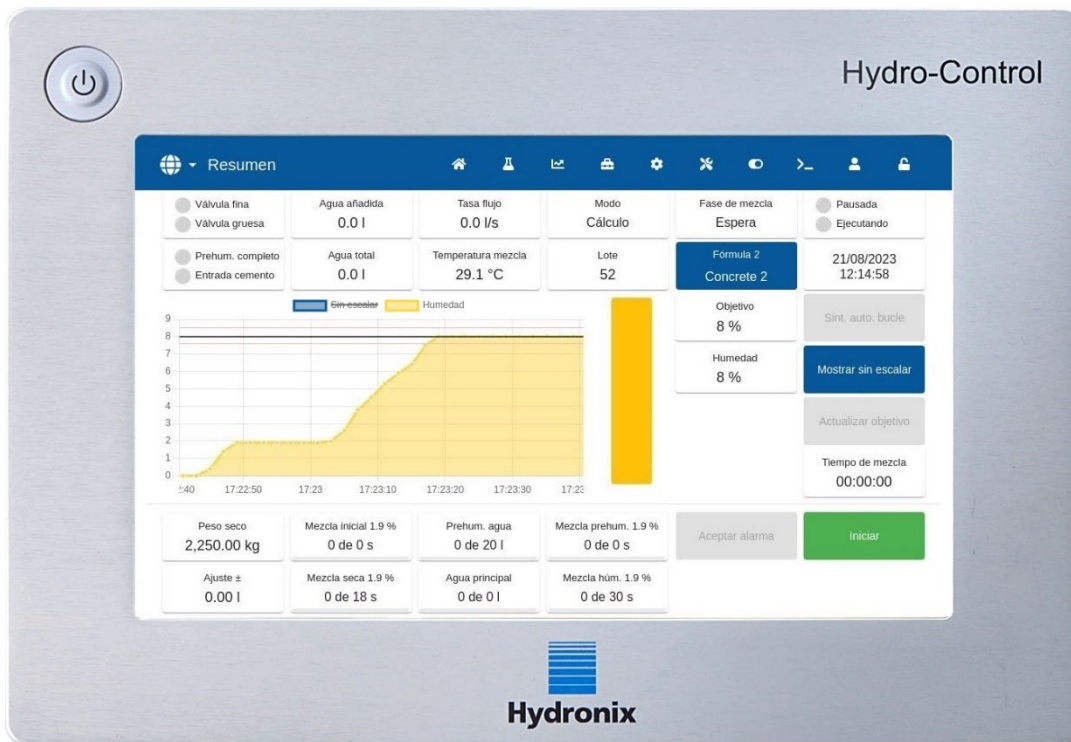 Hydro-Control
Resumen
Válvula fina
Válvula gruesa
Agua añadida
0.0 l
Tasa flujo
0.0 l/s
Modo
Cálculo
Fase de mezcla
Espera
Pausada
Ejecutando
Prehum. completo
Entrada cemento
Agua total
0.0 l
Temperatura mezcla
29.1 °C
Lote
52
Fórmula 2
Concrete 2
21/08/2023
12:14:58
Sin escalar
Humedad
9
8
7
6
5
4
3
2
1
0
:40
17:22:50
17:23
17:23:10
17:23:20
17:23:30
17:23
Objetivo
8 %
Humedad
8 %
Sint. auto. bucle
Mostrar sin escalar
Actualizar objetivo
Tiempo de mezcla
00:00:00
Peso seco
2,250.00 kg
Mezcla inicial 1.9 %
0 de 0 s
Prehum. agua
0 de 20 l
Mezcla prehum. 1.9 %
0 de 0 s
Aceptar alarma
Iniciar
Ajuste ±
0.00 l
Mezcla seca 1.9 %
0 de 18 s
Agua principal
0 de 0 l
Mezcla húm. 1.9 %
0 de 30 s
Hydronix